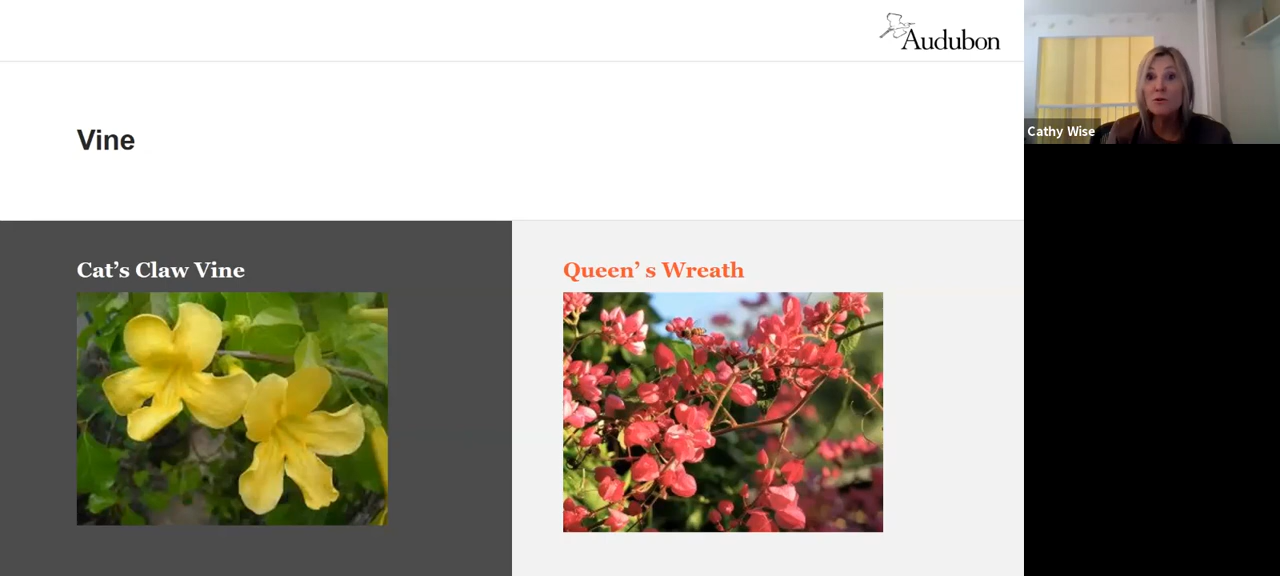 Audubon
Cathy Wise
Vine
Cat’s Claw Vine
Queen’ s Wreath